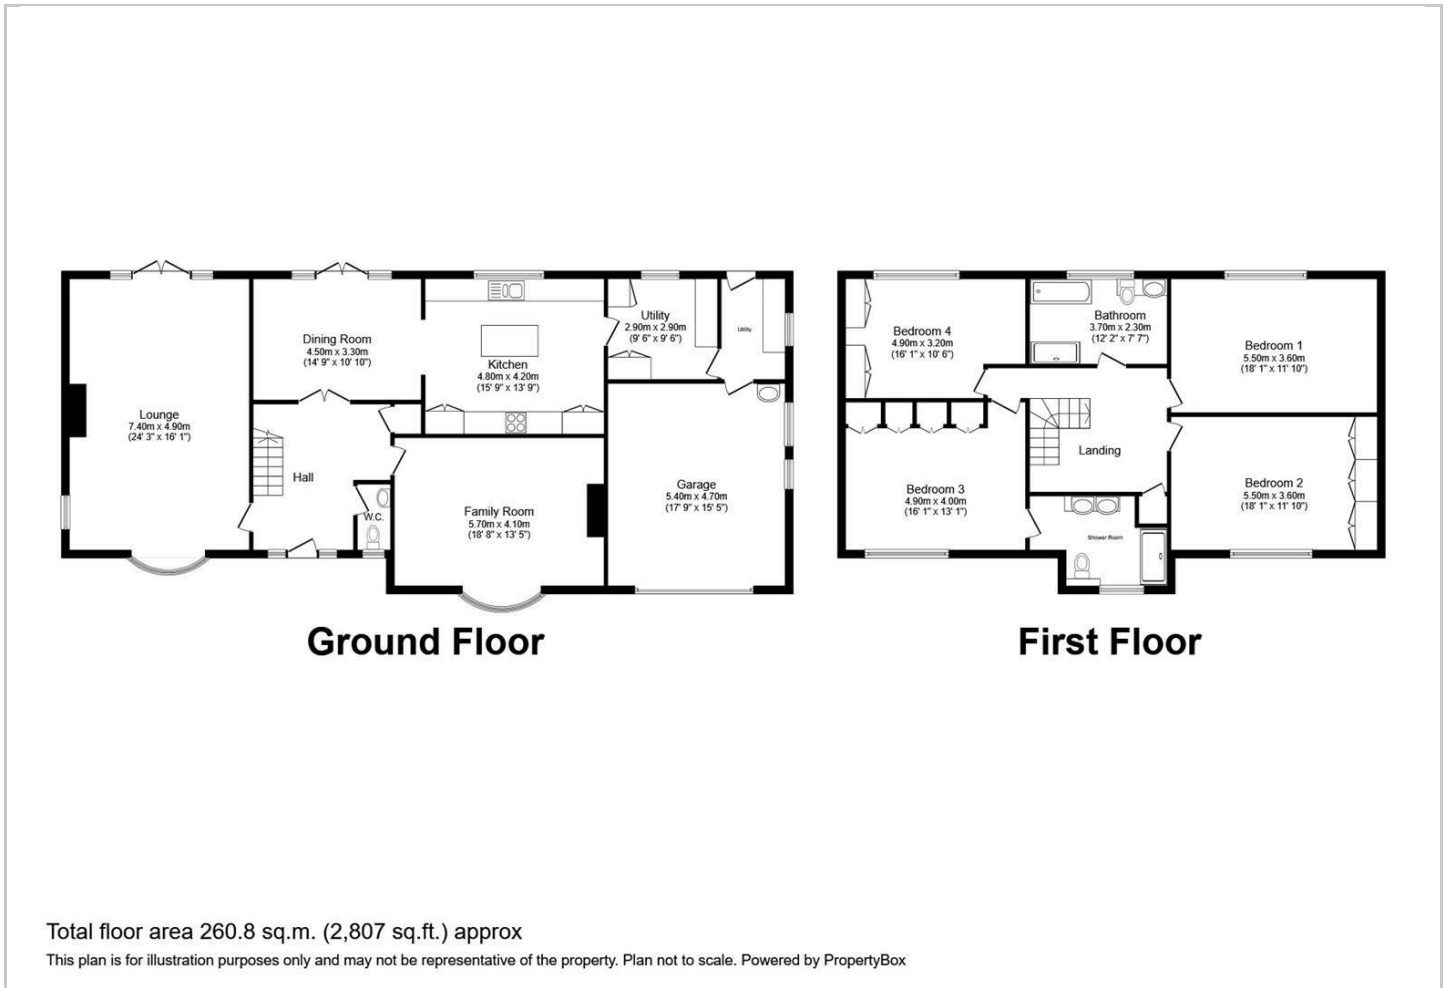 Lounge
7.40m x 4.90m
(24' 3" x 16' 1")
Dining Room
4.50m x 3.30m
(14' 9" x 10' 10")
Kitchen
4.80m x 4.20m
(15' 9" x 13' 9")
Utility
2.90m x 2.90m
(9' 6" x 9' 6")
Utility
Hall
W.C.
Family Room
5.70m x 4.10m
(18' 8" x 13' 5")
Garage
5.40m x 4.70m
(17' 9" x 15' 5")
Ground Floor
Bedroom 4
4.90m x 3.20m
(16' 1" x 10' 6")
Bathroom
3.70m x 2.30m
(12' 2" x 7' 7")
Bedroom 1
5.50m x 3.60m
(18' 1" x 11' 10")
Landing
Bedroom 3
4.90m x 4.00m
(16' 1" x 13' 1")
Bedroom 2
5.50m x 3.60m
(18' 1" x 11' 10")
Shower Room
First Floor
Total floor area 260.8 sq.m. (2,807 sq.ft.) approx
This plan is for illustration purposes only and may not be representative of the property. Plan not to scale. Powered by PropertyBox